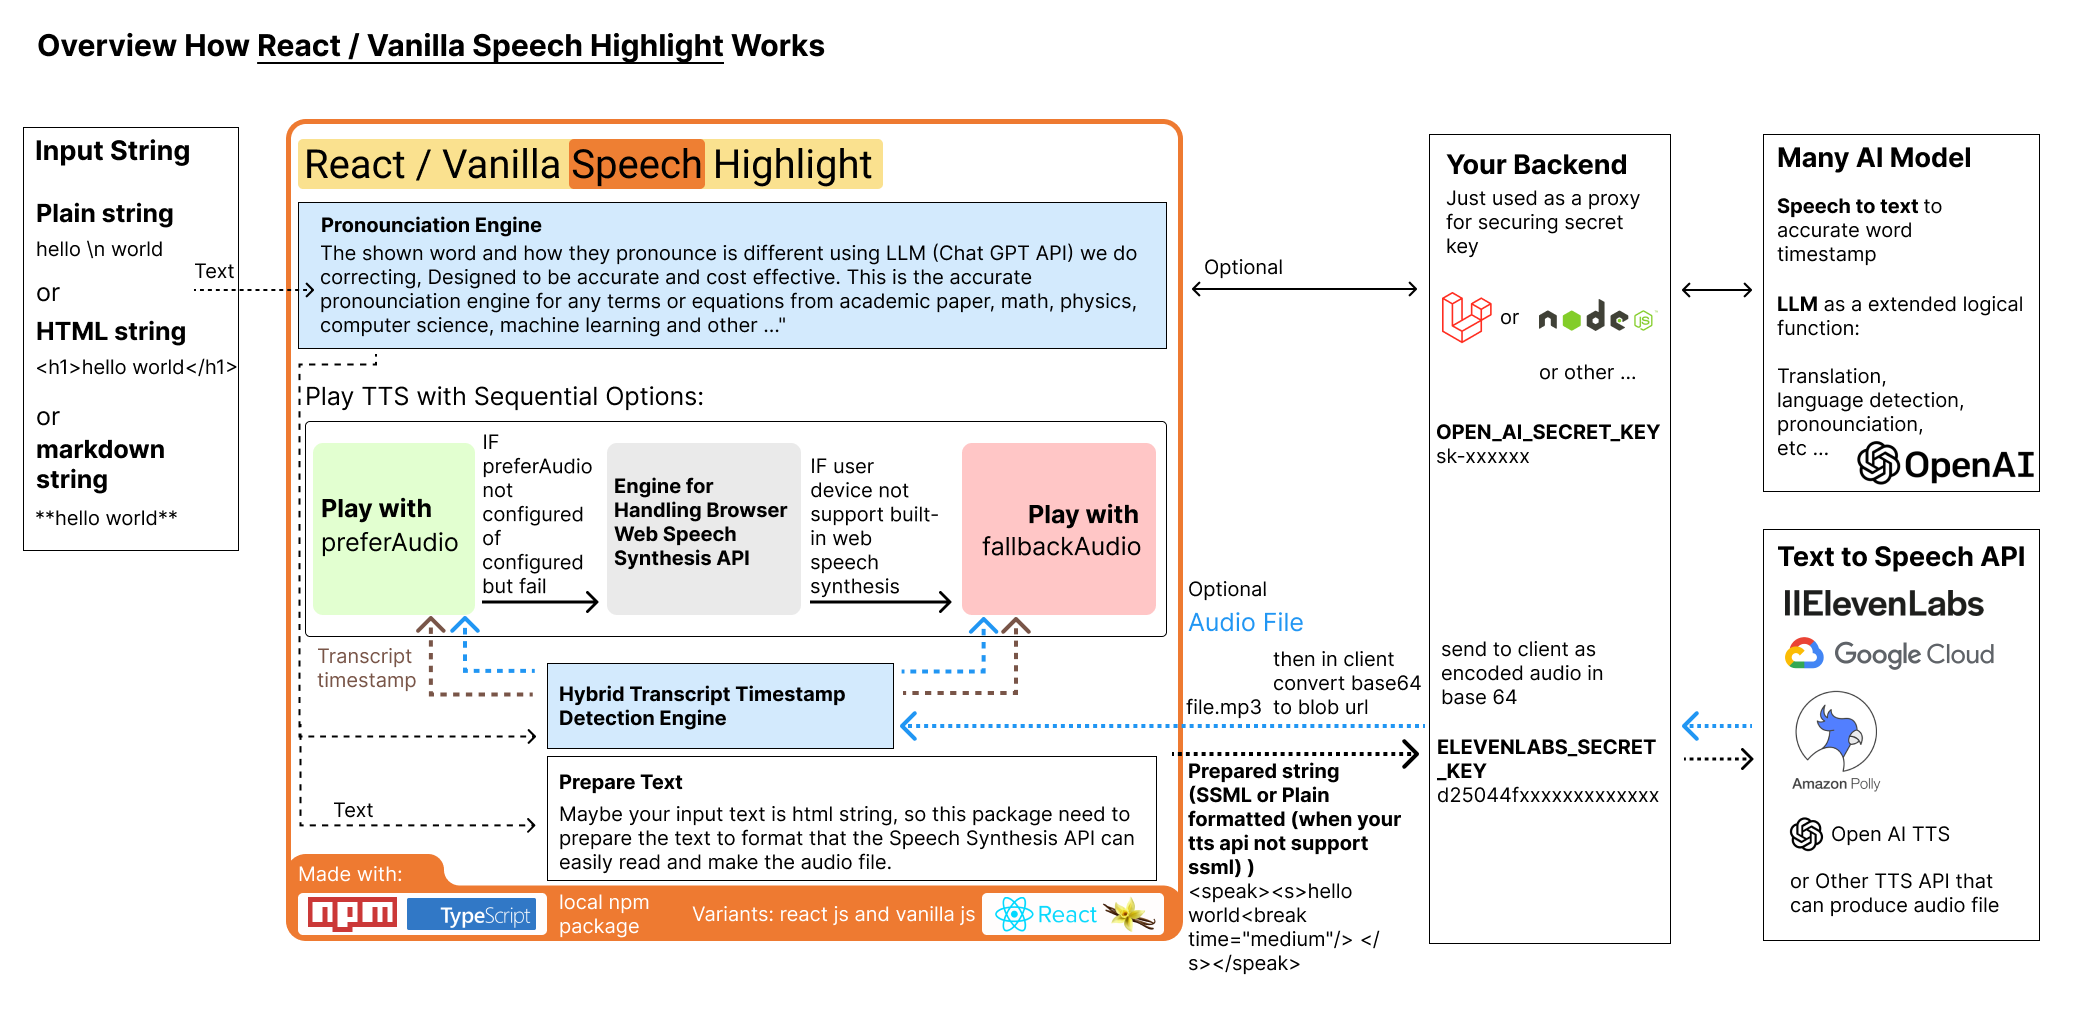 Overview How React / Vanilla Speech Highlight Works
Input String
Plain string
hello \n world
or
HTML string
<h1>hello world</h1>
or
markdown
string
**hello world**
Text
React / Vanilla Speech Highlight
Pronounciation Engine
The shown word and how they pronounce is different using LLM (Chat GPT API) we do
correcting, Designed to be accurate and cost effective. This is the accurate
pronounciation engine for any terms or equations from academic paper, math, physics,
computer science, machine learning and other ..."
Play TTS with Sequential Options:
Play with
preferAudio
IF
preferAudio
not
configured
of
configured
but fail
Engine for
Handling Browser
Web Speech
Synthesis API
IF user
device not
support built-
in web
speech
synthesis
Play with
fallbackAudio
Transcript
timestamp
Hybrid Transcript Timestamp
Detection Engine
Text
Prepare Text
Maybe your input text is html string, so this package need to
prepare the text to format that the Speech Synthesis API can
easily read and make the audio file.
Made with:
npm
TypeScript
local npm
package
Variants: react js and vanilla js
React
Optional
Optional
Audio File
then in client
convert base64
to blob url
file.mp3
Prepared string
(SSML or Plain
formatted (when your
tts api not support
ssml) )
<speak><s>hello
world<break
time="medium"/> </
s></speak>
Your Backend
Just used as a proxy
for securing secret
key
or
node JS
or other ...
OPEN_AI_SECRET_KEY
sk-xxxxxx
send to client as
encoded audio in
base 64
ELEVENLABS_SECRET
_KEY
d25044fxxxxxxxxxxxxx
Many AI Model
Speech to text to
accurate word
timestamp
LLM as a extended logical
function:
Translation,
language detection,
pronounciation,
etc ...
OpenAI
Text to Speech API
IIElevenLabs
Google Cloud
Amazon Polly
Open AI TTS
or Other TTS API that
can produce audio file